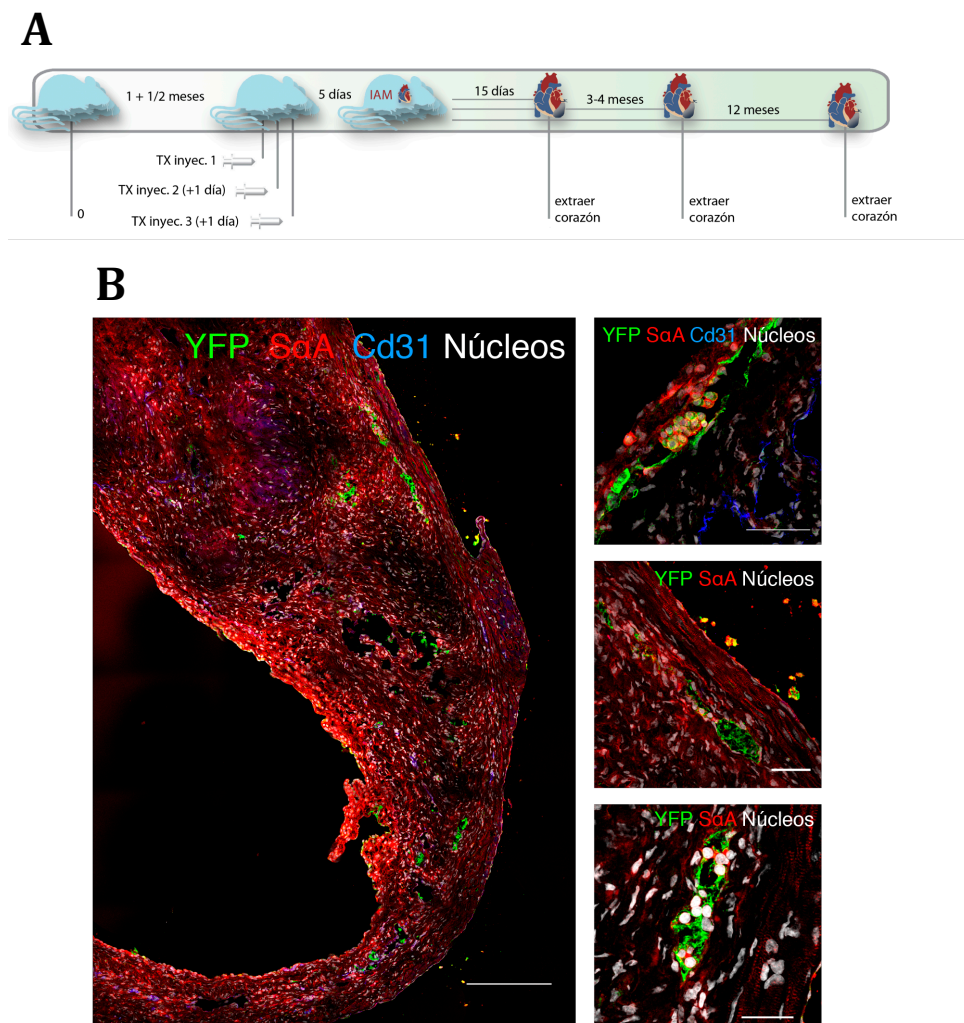 A
1 + 1/2 meses
5 días
IAM
15 días
3-4 meses
12 meses
TX inyec. 1
TX inyec. 2 (+1 día)
TX inyec. 3 (+1 día)
0
extraer
corazón
extraer
corazón
extraer
corazón
B
YFP SαA Cd31 Núcleos
YFP SαA Cd31 Núcleos
YFP SαA Núcleos
YFP SαA Núcleos